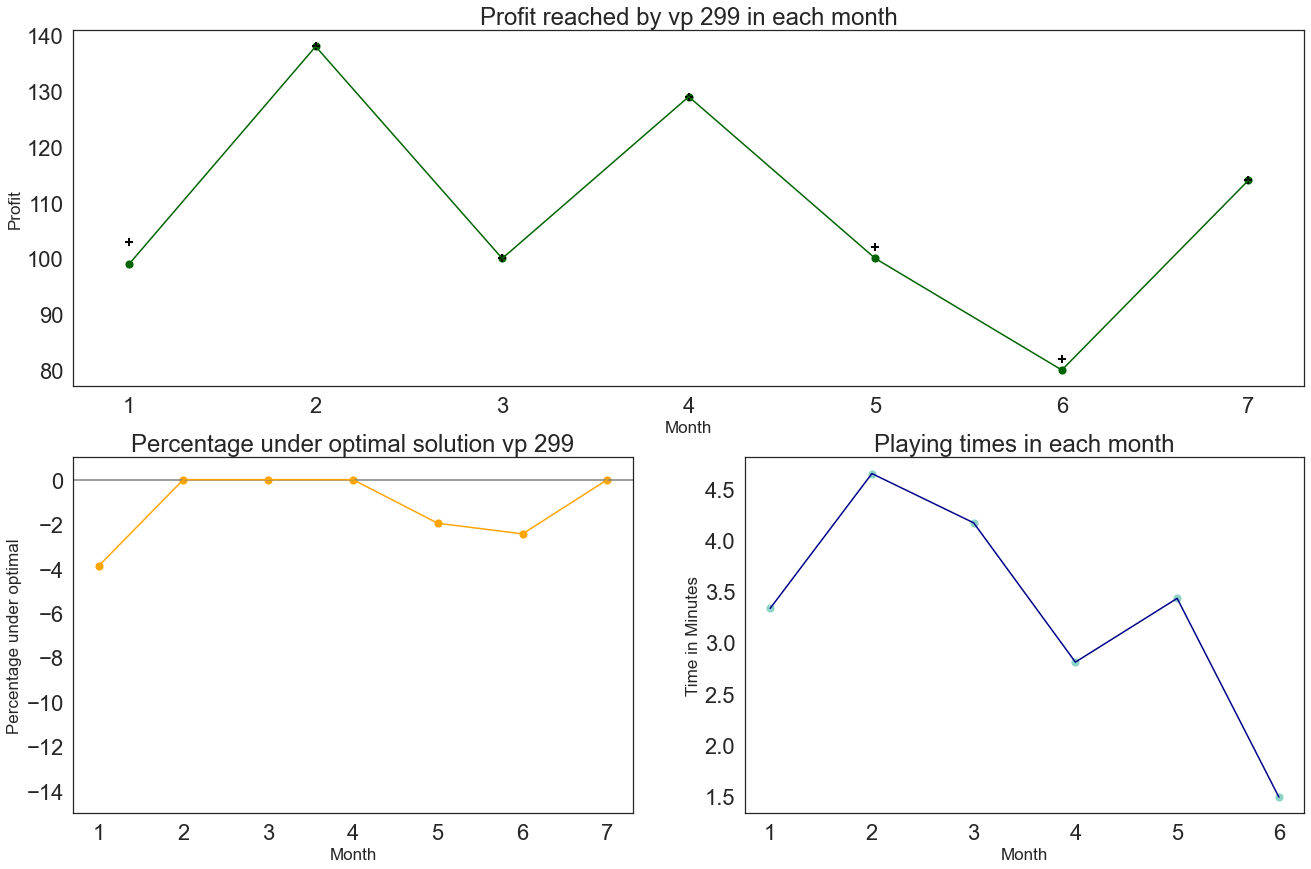 Profit reached by vp 299 in each month
140
130
120
110
100
90
80
Profit
1 2 3 4 5 6 7
Month
Percentage under optimal solution vp 299
0
−2
−4
−6
−8
−10
−12
−14
Percentage under optimal
1 2 3 4 5 6 7
Month
Playing times in each month
4.5
4.0
3.5
3.0
2.5
2.0
1.5
Time in Minutes
1 2 3 4 5 6
Month